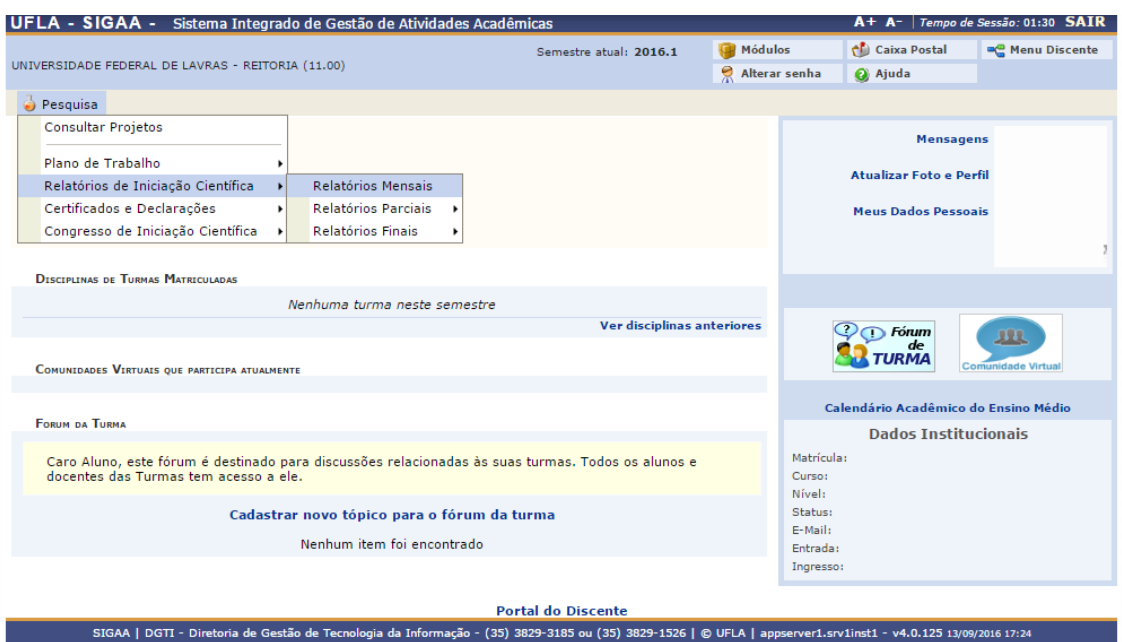 UFLA - SIGAA - Sistema Integrado de Gestão de Atividades Acadêmicas
A+ A- | Tempo de Sessão: 01:30 SAIR
UNIVERSIDADE FEDERAL DE LAVRAS - REITORIA (11.00)
Semestre atual: 2016.1
Módulos
Caixa Postal
Menu Discente
Alterar senha
Ajuda
Pesquisa
Consultar Projetos
Plano de Trabalho
Relatórios de Iniciação Científica
Certificados e Declarações
Congresso de Iniciação Científica
Relatórios Mensais
Relatórios Parciais
Relatórios Finais
Mensagens
Atualizar Foto e Perfil
Meus Dados Pessoais
Disciplinas de Turmas Matriculadas
Nenhuma turma neste semestre
Ver disciplinas anteriores
Comunidades Virtuais que participa atualmente
Forum da Turma
Caro Aluno, este fórum é destinado para discussões relacionadas às suas turmas. Todos os alunos e
docentes das Turmas tem acesso a ele.
Cadastrar novo tópico para o fórum da turma
Nenhum item foi encontrado
Fórum
de
TURMA
Comunidade Virtual
Calendário Acadêmico do Ensino Médio
Dados Institucionais
Matrícula:
Curso:
Nível:
Status:
E-Mail:
Entrada:
Ingresso:
Portal do Discente
SIGAA | DGTI - Diretoria de Gestão de Tecnologia da Informação - (35) 3829-3185 ou (35) 3829-1526 | © UFLA | appserver1.srv1inst1 - v4.0.125 13/09/2016 17:24